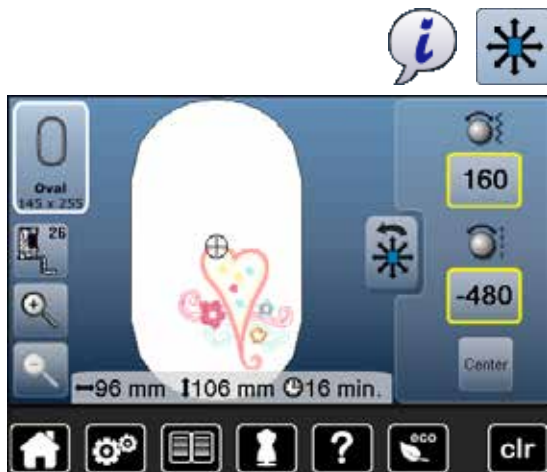 i
Oval
145 x 255
26
160
-480
Center
96 mm 106 mm 16 min.
?
eco
clr